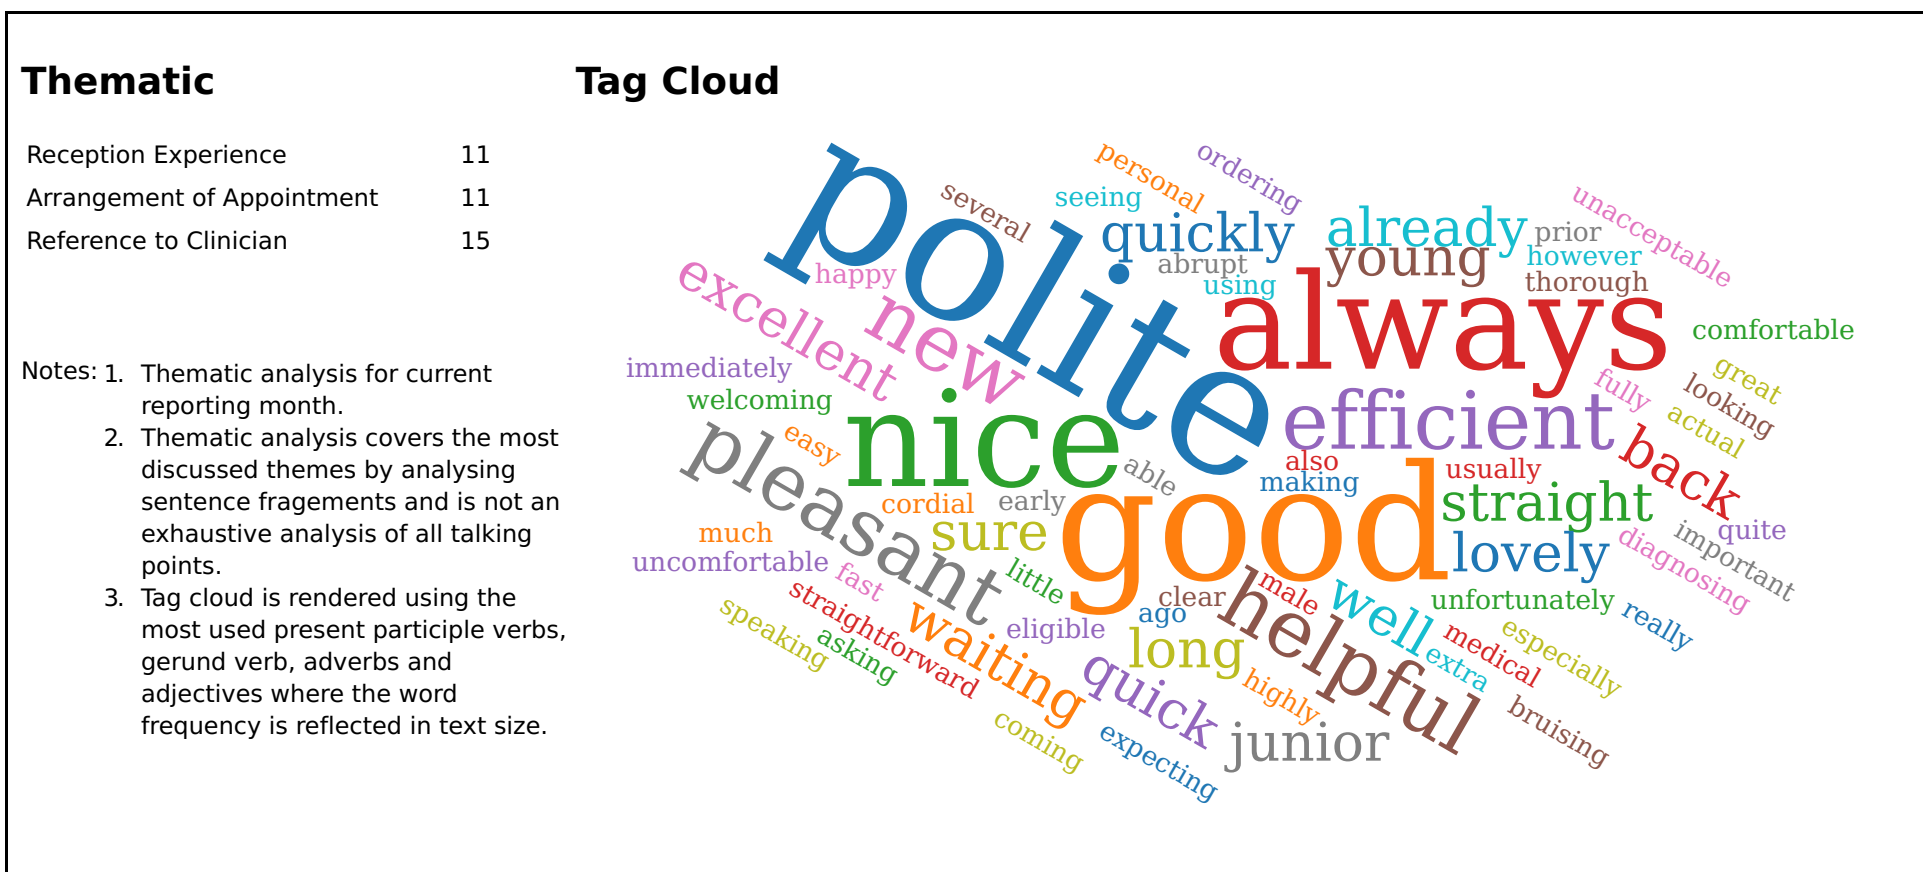 Thematic
Tag Cloud
Reception Experience 11
Arrangement of Appointment 11
Reference to Clinician 15
Notes: 1. Thematic analysis for current
reporting month.
2. Thematic analysis covers the most
discussed themes by analysing
sentence fragements and is not an
exhaustive analysis of all talking
points.
3. Tag cloud is rendered using the
most used present participle verbs,
gerund verb, adverbs and
adjectives where the word
frequency is reflected in text size.
polite
personal
ordering
several
seeing
quickly
already
prior
unacceptable
however
young
abrupt
using
thorough
happy
excellent
new
always
comfortable
immediately
welcoming
great
looking
fully
actual
efficient
nice
easy
pleasant
able
also
making
usually
back
cordial
early
good
straight
sure
much
uncomfortable
quite
important
diagnosing
lovely
fast
little
straightforward
speaking
asking
waiting
clear
ago
eligible
male
helpful
well
unfortunately
really
especially
medical
extra
long
quick
highly
junior
bruising
coming
expecting